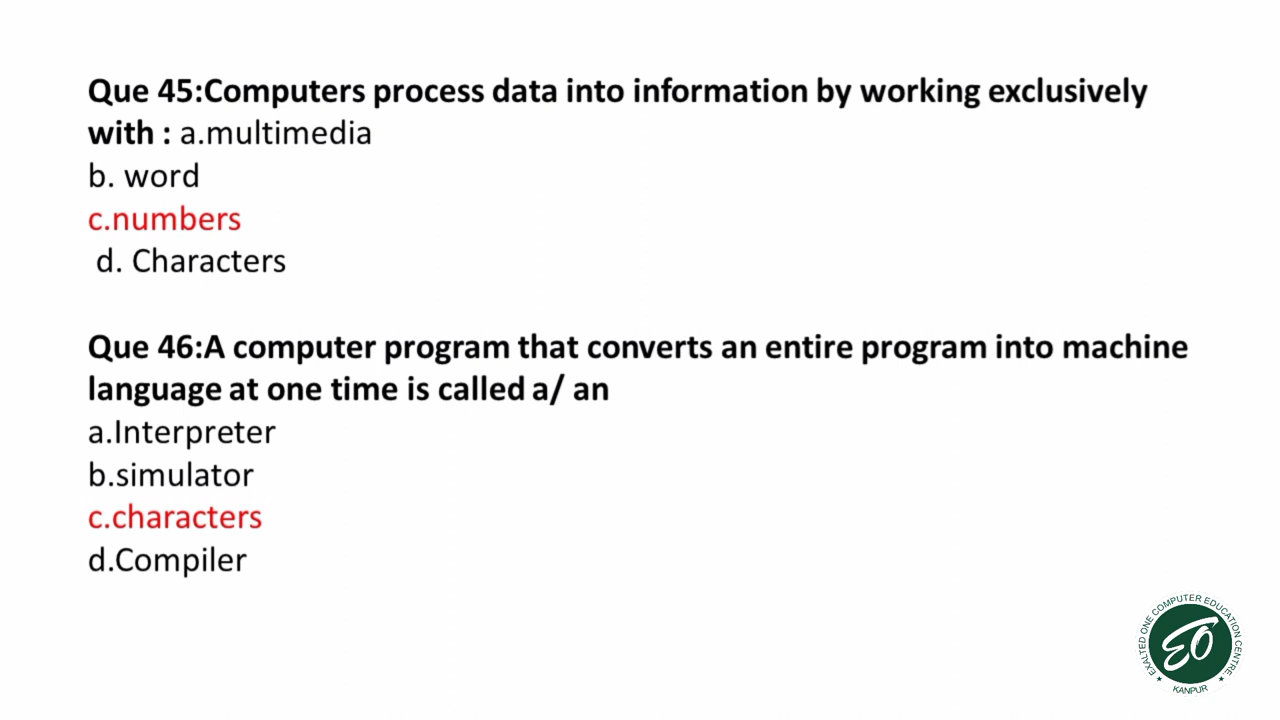 Que 45:Computers process data into information by working exclusively
with : a.multimedia
b. word
c.numbers
d. Characters
Que 46:A computer program that converts an entire program into machine
language at one time is called a/ an
a.Interpreter
b.simulator
c.characters
d.Compiler
EXALTED ONE COMPUTER EDUCATION CENTRE,
EO
KANPUR